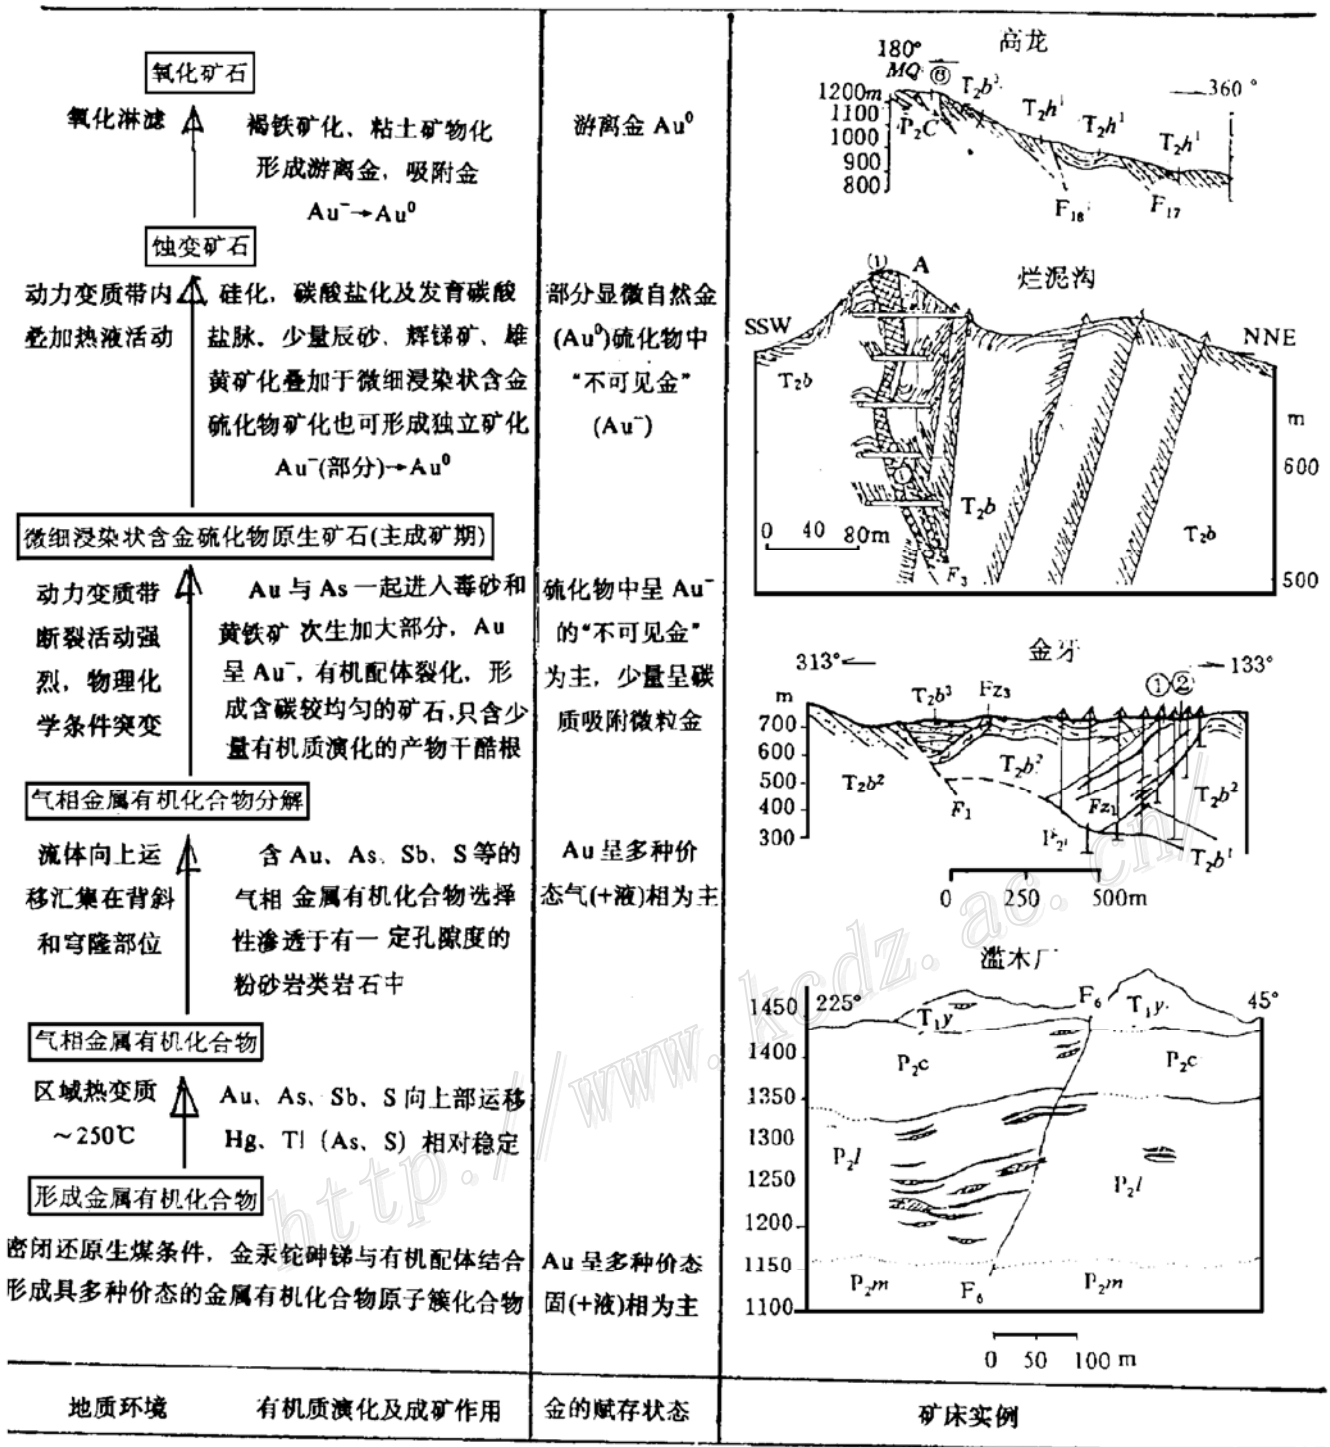 氧化矿石
氧化淋滤
褐铁矿化、粘土矿物化
形成游离金，吸附金
Au⁻→Au⁰
蚀变矿石
动力变质带内
叠加热液活动
硅化，碳酸盐化及发育碳酸
盐脉。少量辰砂、辉锑矿、雄
黄矿化叠加于微细浸染状含金
硫化物矿化也可形成独立矿化
Au⁻(部分)→Au⁰
微细浸染状含金硫化物原生矿石(主成矿期)
动力变质带
断裂活动强
烈，物理化
学条件突变
Au 与 As 一起进入毒砂和
黄铁矿 次生加大部分，Au
呈 Au⁻，有机配体裂化，形
成含碳较均匀的矿石，只含少
量有机质演化的产物干酪根
气相金属有机化合物分解
流体向上运
移汇集在背斜
和穹隆部位
含 Au、As、Sb、S 等的
气相 金属有机化合物选择
性渗透于有一 定孔隙度的
粉砂岩类岩石中
气相金属有机化合物
区域热变质
～250℃
Au、As、Sb、S 向上部运移
Hg、Tl (As、S) 相对稳定
形成金属有机化合物
密闭还原生煤条件，金汞铊砷锑与有机配体结合
形成具多种价态的金属有机化合物原子簇化合物
地质环境
有机质演化及成矿作用
游离金 Au⁰
部分显微自然金
(Au⁰)硫化物中
“不可见金”
(Au⁻)
硫化物中呈 Au⁻
的“不可见金”
为主，少量呈碳
质吸附微粒金
Au 呈多种价
态气(+液)相为主
Au 呈多种价态
固(+液)相为主
金的赋存状态
高龙
180°
MQ ⑧ T₂b³
360°
1200m
1100
1000
900
800
P₂C
T₂h¹
T₂h¹
T₂h¹
F₁₈
F₁₇
烂泥沟
① A
SSW
NNE
T₂b
m
600
①
T₂b
T₂b
0 40 80m
F₃
500
金牙
313°
133°
m
T₂b³
Fz₃
① ②
700
600
500
400
300
T₂b²
T₂b²
T₂b²
F₁
Fz₁
F₂
T₂b¹
0 250 500m
滥木厂
1450
1400
1350
1300
1250
1200
1150
1100
225°
45°
F₆
T₁y
T₁y
P₂c
P₂c
P₂l
P₂l
P₂m
P₂m
F₆
0 50 100 m
矿床实例
http://www.kcdz.ac.cn/